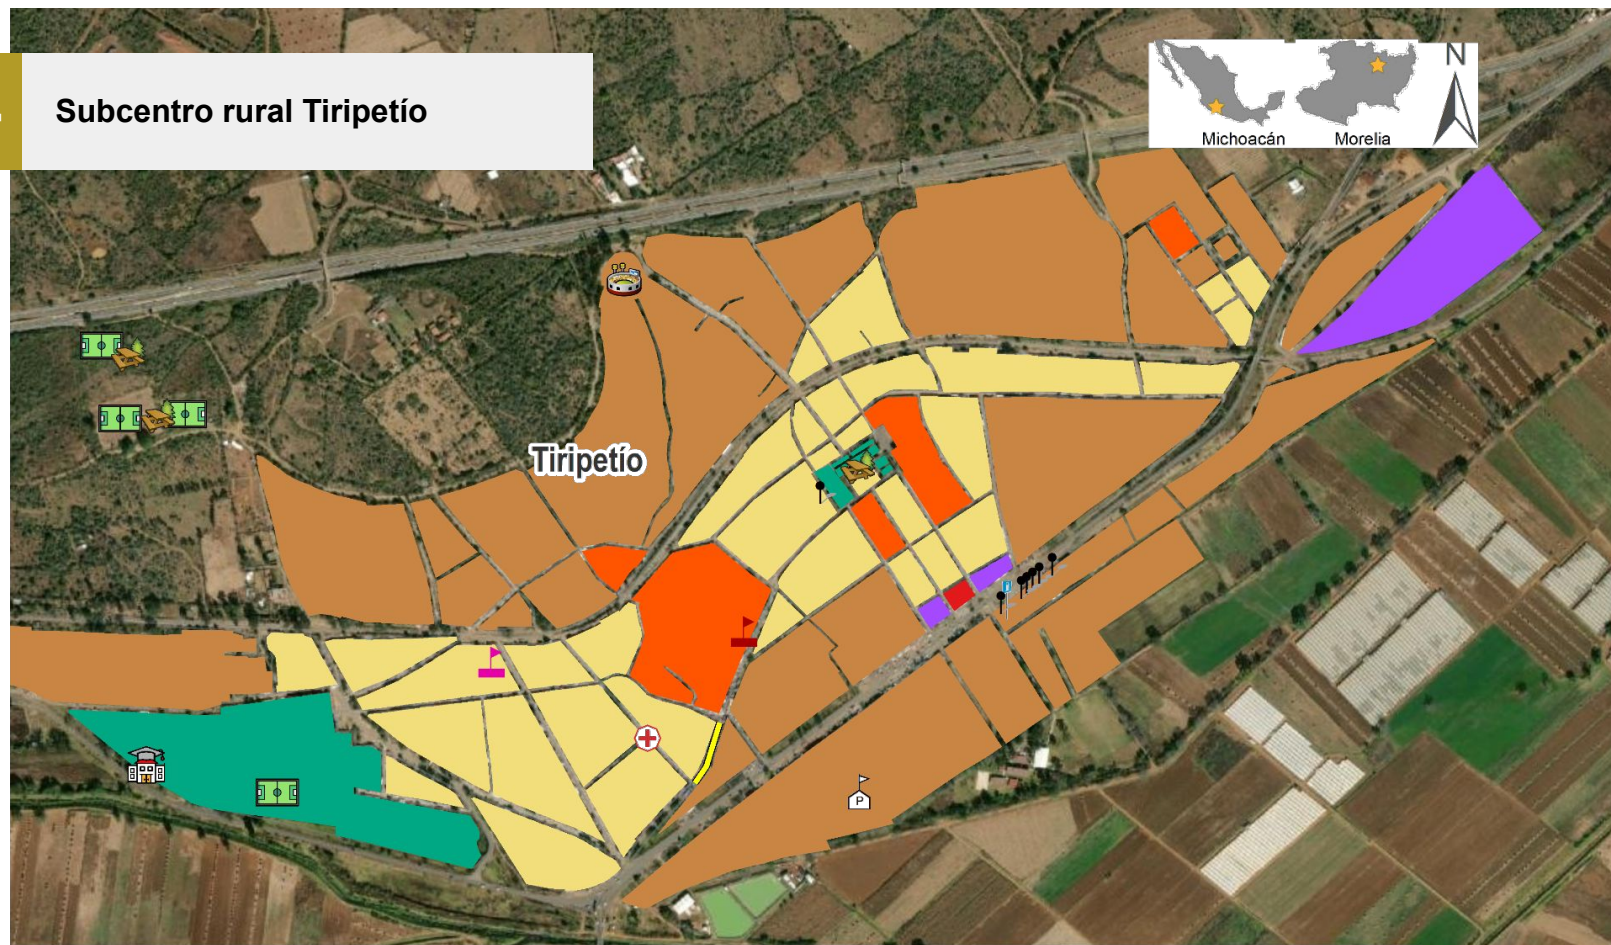 Subcentro rural Tiripetío
N
Michoacán Morelia
Tiripetío
P